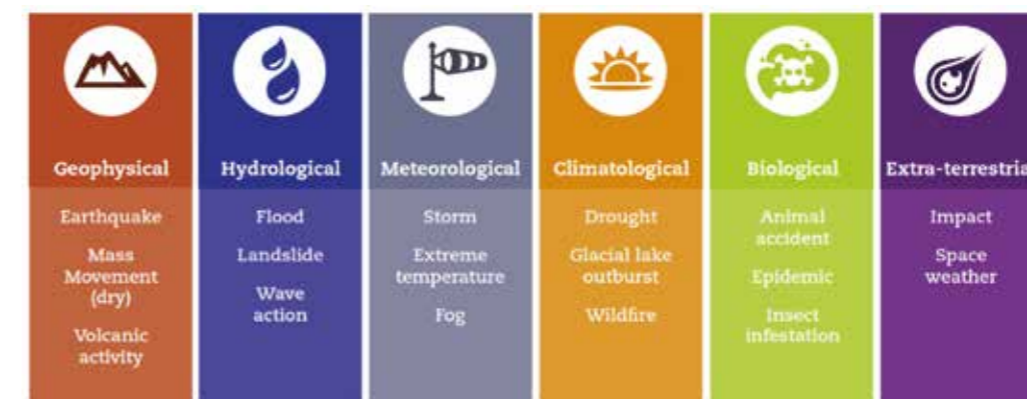 Geophysical
Earthquake
Mass
Movement
(dry)
Volcanic
activity
Hydrological
Flood
Landslide
Wave
action
Meteorological
Storm
Extreme
temperature
Fog
Climatological
Drought
Glacial lake
outburst
Wildfire
Biological
Animal
accident
Epidemic
Insect
infestation
Extra-terrestria
Impact
Space
weather